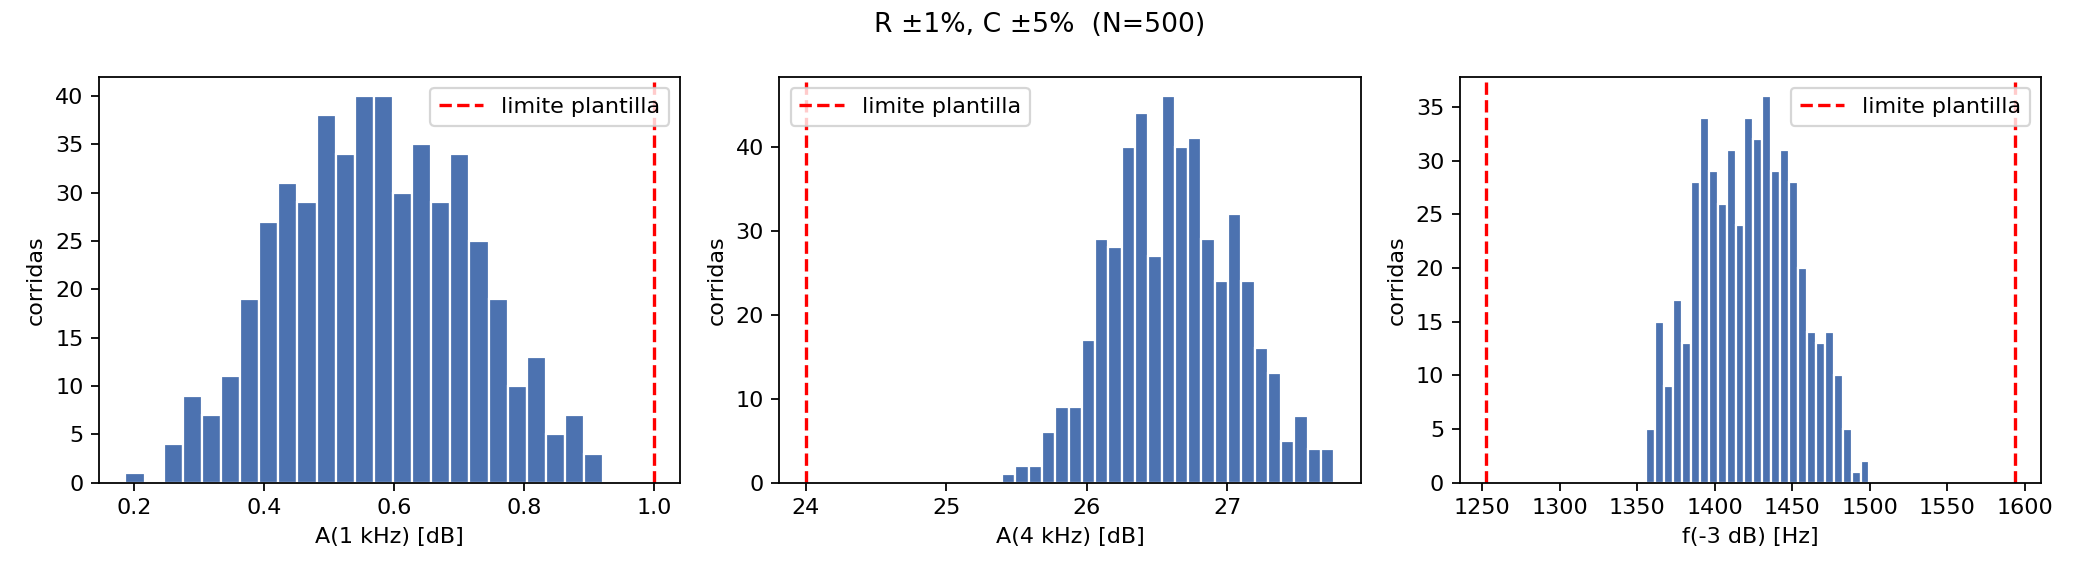 R ±1%, C ±5%  (N=500)
limite plantilla
corridas
40
35
30
25
20
15
10
5
0
0.2 0.4 0.6 0.8 1.0
A(1 kHz) [dB]
limite plantilla
corridas
40
30
20
10
0
24 25 26 27
A(4 kHz) [dB]
limite plantilla
corridas
35
30
25
20
15
10
5
0
1250 1300 1350 1400 1450 1500 1550 1600
f(-3 dB) [Hz]